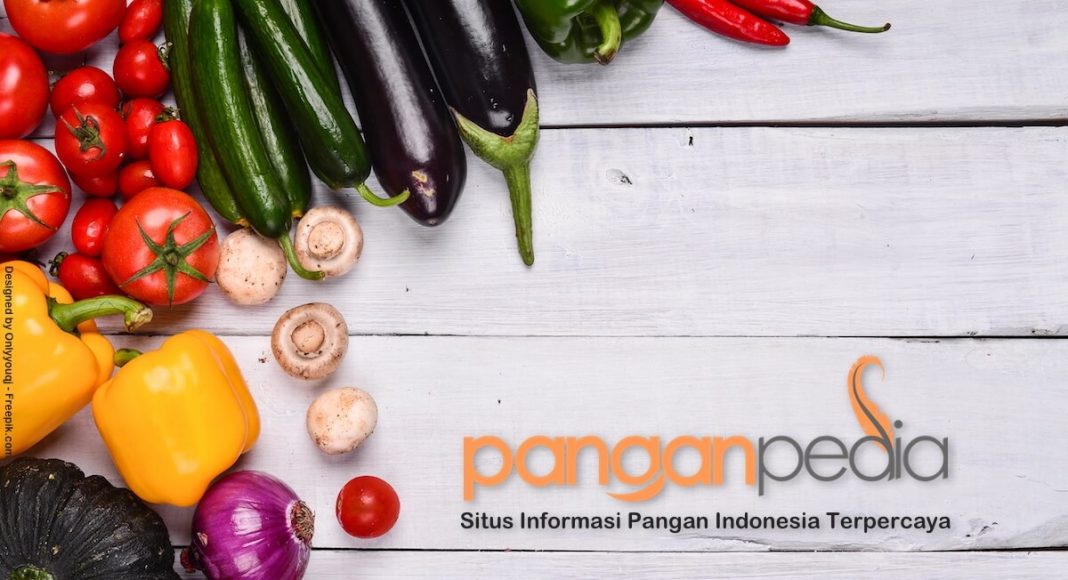 Designed by Onlyyouqj - Freepik.com
panganpedia
Situs Informasi Pangan Indonesia Terpercaya